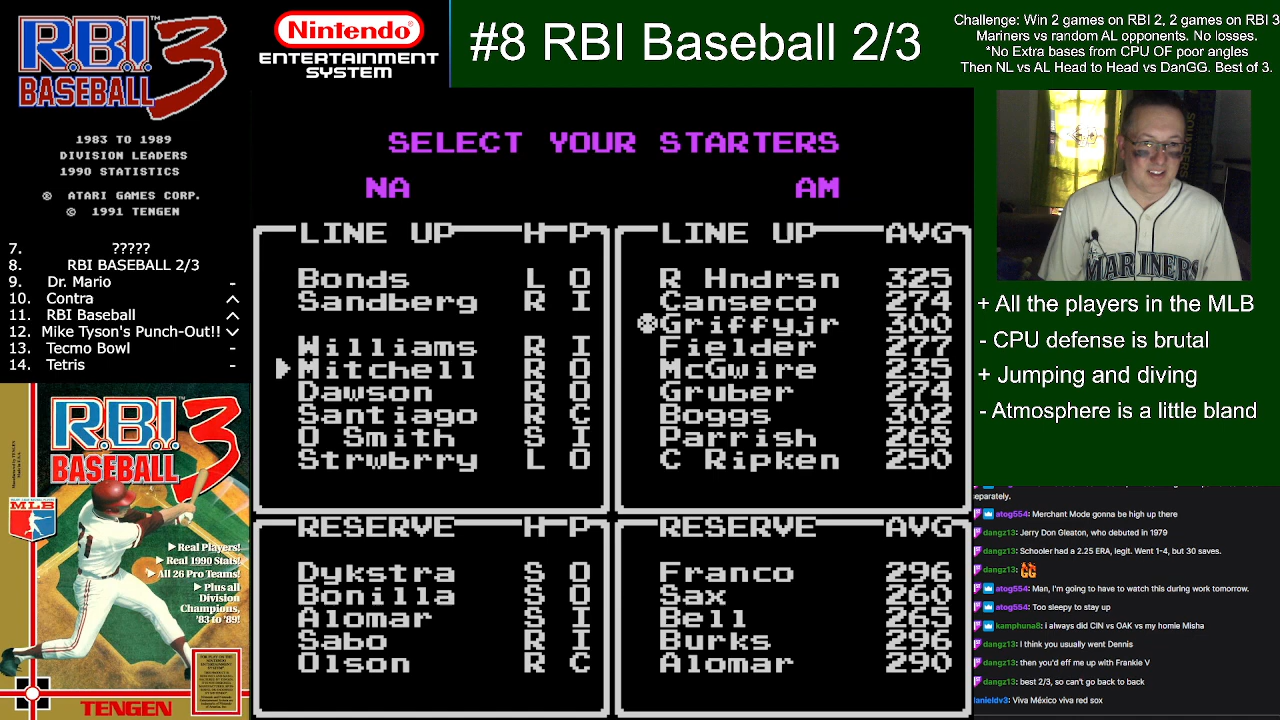 R.B.I.™ 3
BASEBALL
1983 TO 1989
DIVISION LEADERS
1990 STATISTICS
® ATARI GAMES CORP.
© 1991 TENGEN
7. ?????
8. RBI BASEBALL 2/3
9. Dr. Mario -
10. Contra ^
11. RBI Baseball ^
12. Mike Tyson's Punch-Out!! v
13. Tecmo Bowl -
14. Tetris -
R.B.I.™ 3
BASEBALL
MLB
Real Players!
Real 1990 Stats!
All 26 Pro Teams!
Plus all
Division
Champions,
'83 to '89!
TENGEN
Nintendo®
ENTERTAINMENT
SYSTEM
#8 RBI Baseball 2/3
Challenge: Win 2 games on RBI 2, 2 games on RBI 3
Mariners vs random AL opponents. No losses.
*No Extra bases from CPU OF poor angles
Then NL vs AL Head to Head vs DanGG. Best of 3.
SELECT YOUR STARTERS
NA AM
LINE UP H P
Bonds L O
Sandberg R I
Williams R I
Mitchell R O
Dawson R O
Santiago R C
O Smith S I
Strwbrry L O
RESERVE H P
Dykstra S O
Bonilla S O
Alomar S I
Sabo R I
Olson R C
LINE UP AVG
R Hndrsn 325
Canseco 274
Griffyjr 300
Fielder 277
McGwire 235
Gruber 274
Boggs 302
Parrish 268
C Ripken 250
RESERVE AVG
Franco 296
Sax 260
Bell 265
Burks 296
Alomar 290
MARINERS
+ All the players in the MLB
- CPU defense is brutal
+ Jumping and diving
- Atmosphere is a little bland
separately.
atog554: Merchant Mode gonna be high up there
dangz13: Jerry Don Gleaton, who debuted in 1979
dangz13: Schooler had a 2.25 ERA, legit. Went 1-4, but 30 saves.
dangz13: GG
atog554: Man, I'm going to have to watch this during work tomorrow.
atog554: Too sleepy to stay up
kamphuna8: i always did CIN vs OAK vs my homie Misha
dangz13: I think you usually went Dennis
dangz13: then you'd eff me up with Frankie V
dangz13: best 2/3, so can't go back to back
danieldv3: Viva México viva red sox